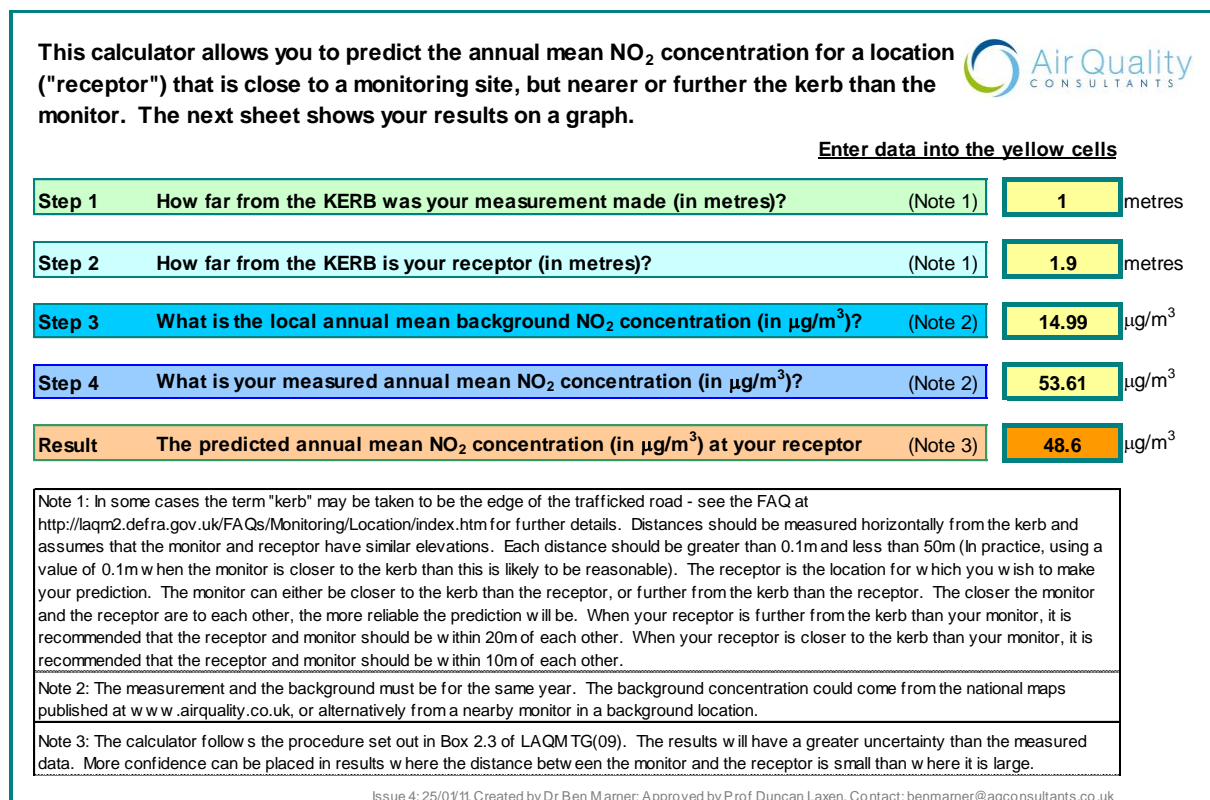 This calculator allows you to predict the annual mean NO2 concentration for a location
("receptor") that is close to a monitoring site, but nearer or further the kerb than the
monitor. The next sheet shows your results on a graph.
Air Quality
CONSULTANTS
Enter data into the yellow cells
Step 1 How far from the KERB was your measurement made (in metres)? (Note 1) 1 metres
Step 2 How far from the KERB is your receptor (in metres)? (Note 1) 1.9 metres
Step 3 What is the local annual mean background NO2 concentration (in μg/m3)? (Note 2) 14.99 μg/m3
Step 4 What is your measured annual mean NO2 concentration (in μg/m3)? (Note 2) 53.61 μg/m3
Result The predicted annual mean NO2 concentration (in μg/m3) at your receptor (Note 3) 48.6 μg/m3
Note 1: In some cases the term "kerb" may be taken to be the edge of the trafficked road - see the FAQ at
http://laqm2.defra.gov.uk/FAQs/Monitoring/Location/index.htm for further details. Distances should be measured horizontally from the kerb and
assumes that the monitor and receptor have similar elevations. Each distance should be greater than 0.1m and less than 50m (In practice, using a
value of 0.1m when the monitor is closer to the kerb than this is likely to be reasonable). The receptor is the location for which you wish to make
your prediction. The monitor can either be closer to the kerb than the receptor, or further from the kerb than the receptor. The closer the monitor
and the receptor are to each other, the more reliable the prediction will be. When your receptor is further from the kerb than your monitor, it is
recommended that the receptor and monitor should be within 20m of each other. When your receptor is closer to the kerb than your monitor, it is
recommended that the receptor and monitor should be within 10m of each other.
Note 2: The measurement and the background must be for the same year. The background concentration could come from the national maps
published at www.airquality.co.uk, or alternatively from a nearby monitor in a background location.
Note 3: The calculator follows the procedure set out in Box 2.3 of LAQM TG(09). The results will have a greater uncertainty than the measured
data. More confidence can be placed in results where the distance between the monitor and the receptor is small than where it is large.
Issue 4: 25/01/11. Created by Dr Ben Marner; Approved by Prof Duncan Laxen. Contact: benmarner@aqconsultants.co.uk